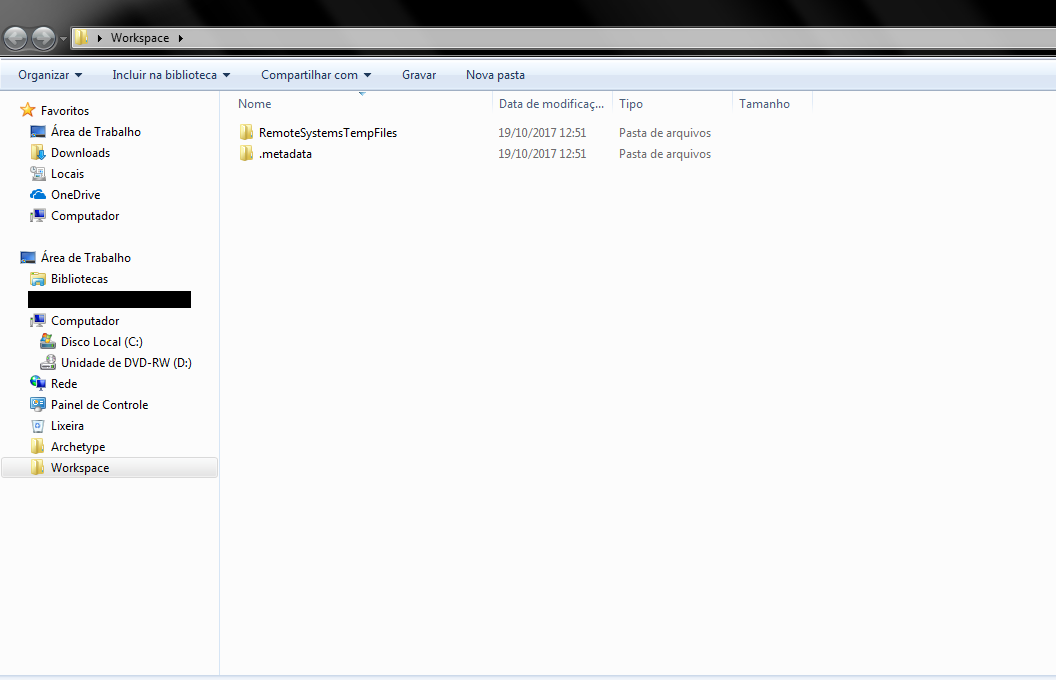 Workspace
Organizar Incluir na biblioteca Compartilhar com Gravar Nova pasta
Favoritos
Área de Trabalho
Downloads
Locais
OneDrive
Computador
Área de Trabalho
Bibliotecas
Computador
Disco Local (C:)
Unidade de DVD-RW (D:)
Rede
Painel de Controle
Lixeira
Archetype
Workspace
Nome Data de modificaç... Tipo Tamanho
RemoteSystemsTempFiles 19/10/2017 12:51 Pasta de arquivos
.metadata 19/10/2017 12:51 Pasta de arquivos